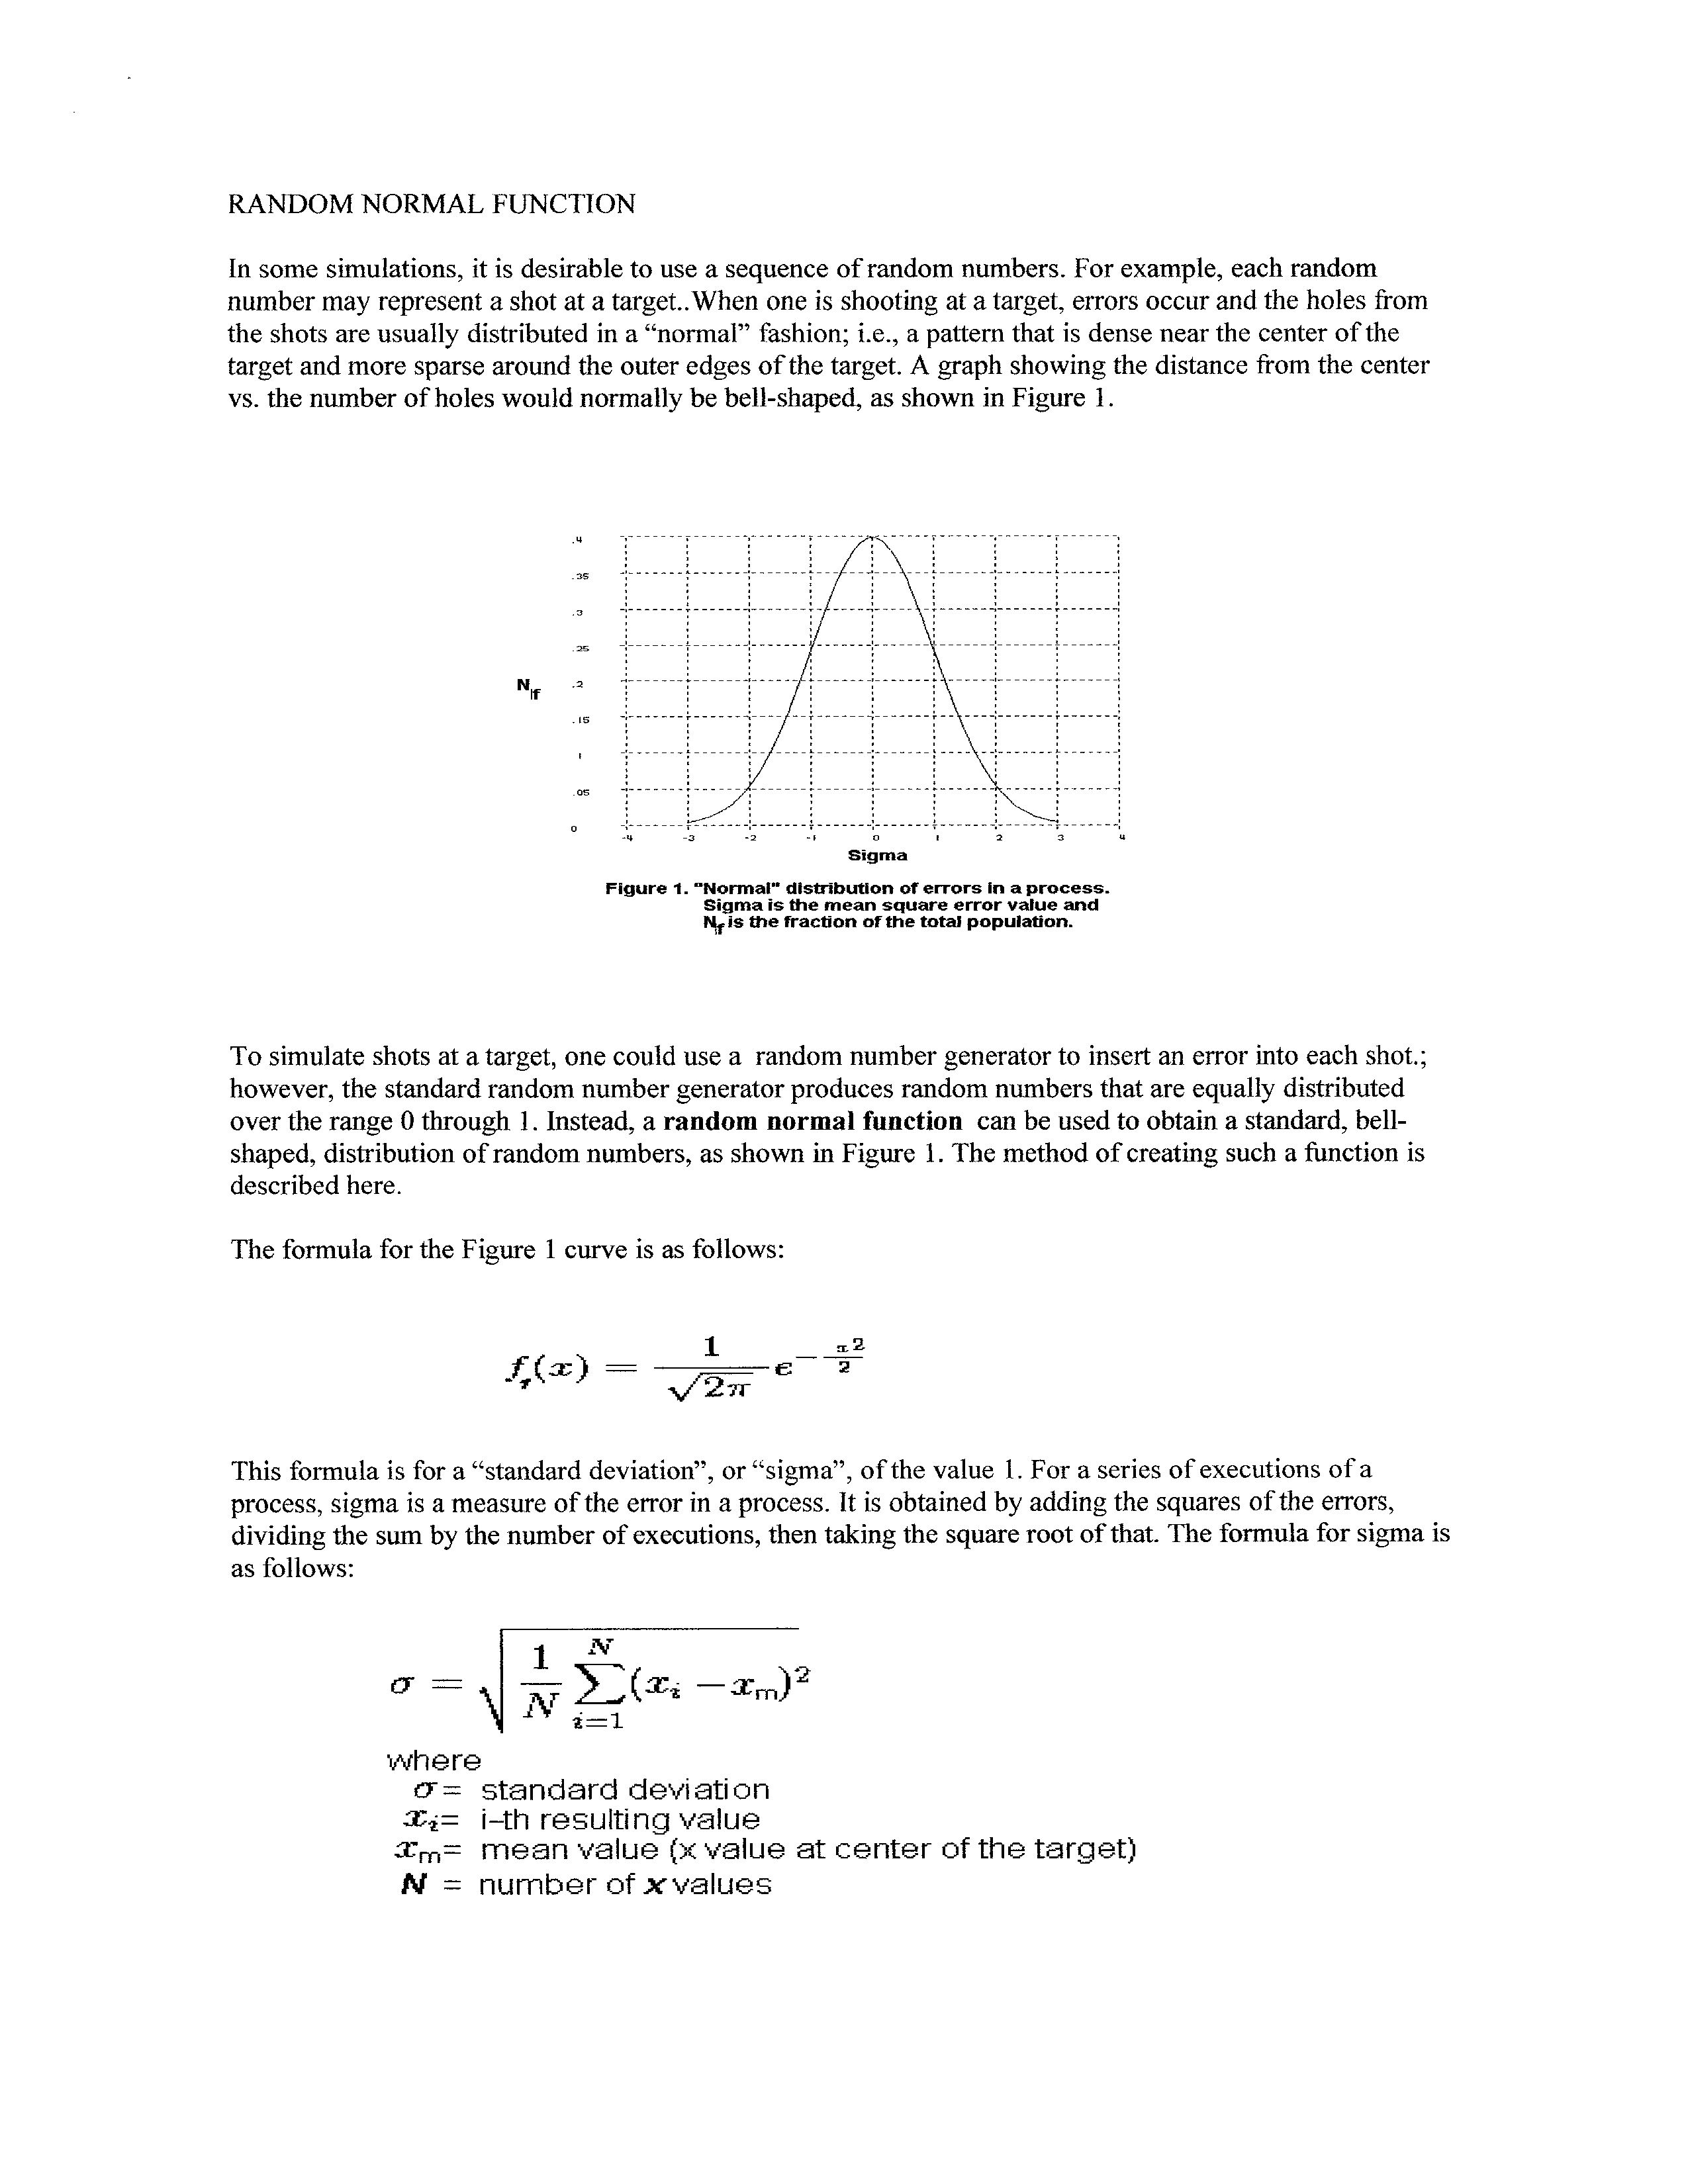 RANDOM NORMAL FUNCTION
In some simulations, it is desirable to use a sequence of random numbers. For example, each random
number may represent a shot at a target..When one is shooting at a target, errors occur and the holes from
the shots are usually distributed in a “normal” fashion; i.e., a pattern that is dense near the center of the
target and more sparse around the outer edges of the target. A graph showing the distance from the center
vs. the number of holes would normally be bell-shaped, as shown in Figure 1.
.4
.35
.3
.25
N_f .2
.15
1
.05
0
-4 -3 -2 -1 0 1 2 3 4
Sigma
Figure 1. "Normal" distribution of errors in a process.
Sigma is the mean square error value and
N_f is the fraction of the total population.
To simulate shots at a target, one could use a random number generator to insert an error into each shot.;
however, the standard random number generator produces random numbers that are equally distributed
over the range 0 through 1. Instead, a random normal function can be used to obtain a standard, bell-
shaped, distribution of random numbers, as shown in Figure 1. The method of creating such a function is
described here.
The formula for the Figure 1 curve is as follows:
f_r(x) = 1/√(2π) e^(-x²/2)
This formula is for a “standard deviation”, or “sigma”, of the value 1. For a series of executions of a
process, sigma is a measure of the error in a process. It is obtained by adding the squares of the errors,
dividing the sum by the number of executions, then taking the square root of that. The formula for sigma is
as follows:
σ = √(1/N ∑_{i=1}^{N} (x_i − x_m)²)
where
σ = standard deviation
x_i = i-th resulting value
x_m = mean value (x value at center of the target)
N = number of x values